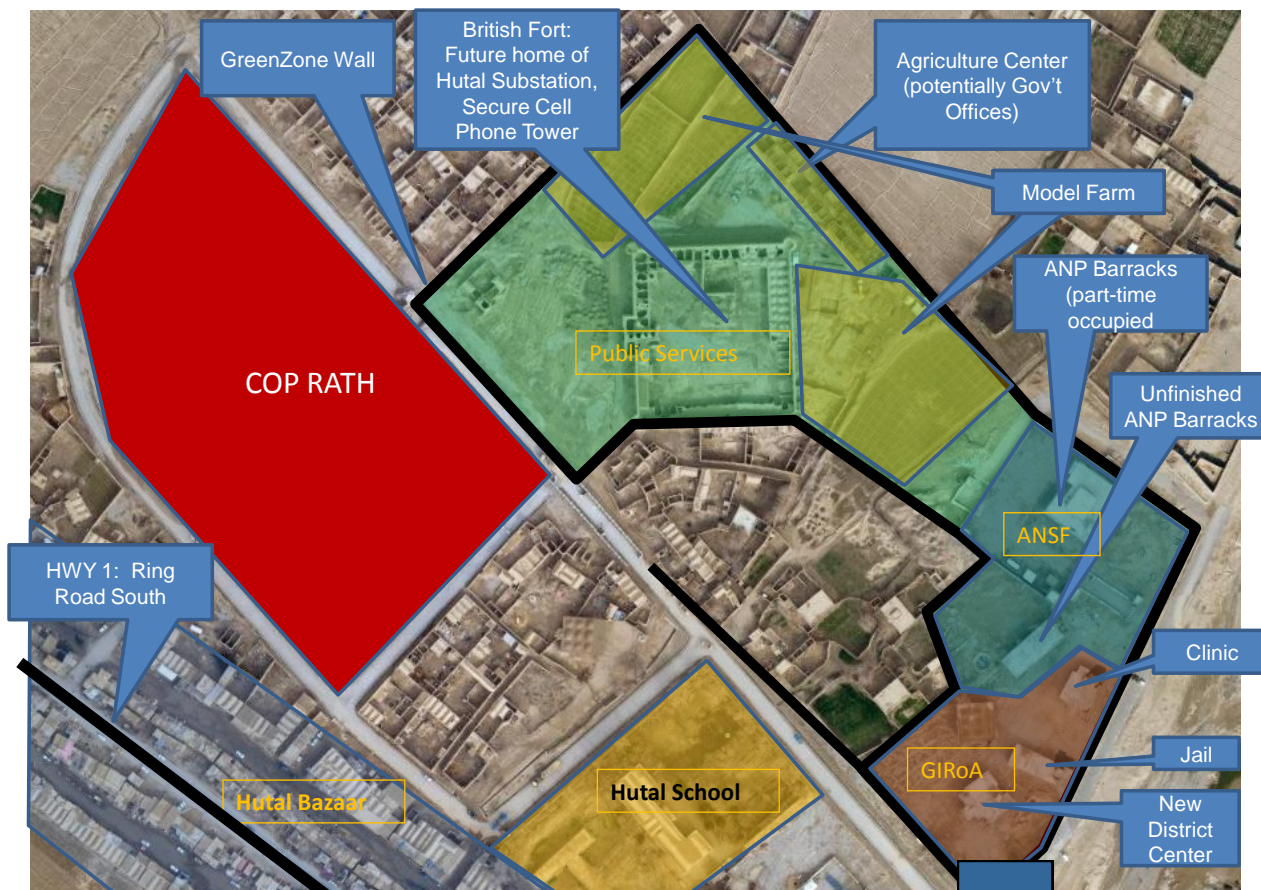 GreenZone Wall
British Fort:
Future home of
Hutal Substation,
Secure Cell
Phone Tower
Agriculture Center
(potentially Gov't
Offices)
Model Farm
ANP Barracks
(part-time
occupied
Public Services
COP RATH
Unfinished
ANP Barracks
ANSF
HWY 1: Ring
Road South
Clinic
Jail
GIRoA
New
District
Center
Hutal School
Hutal Bazaar